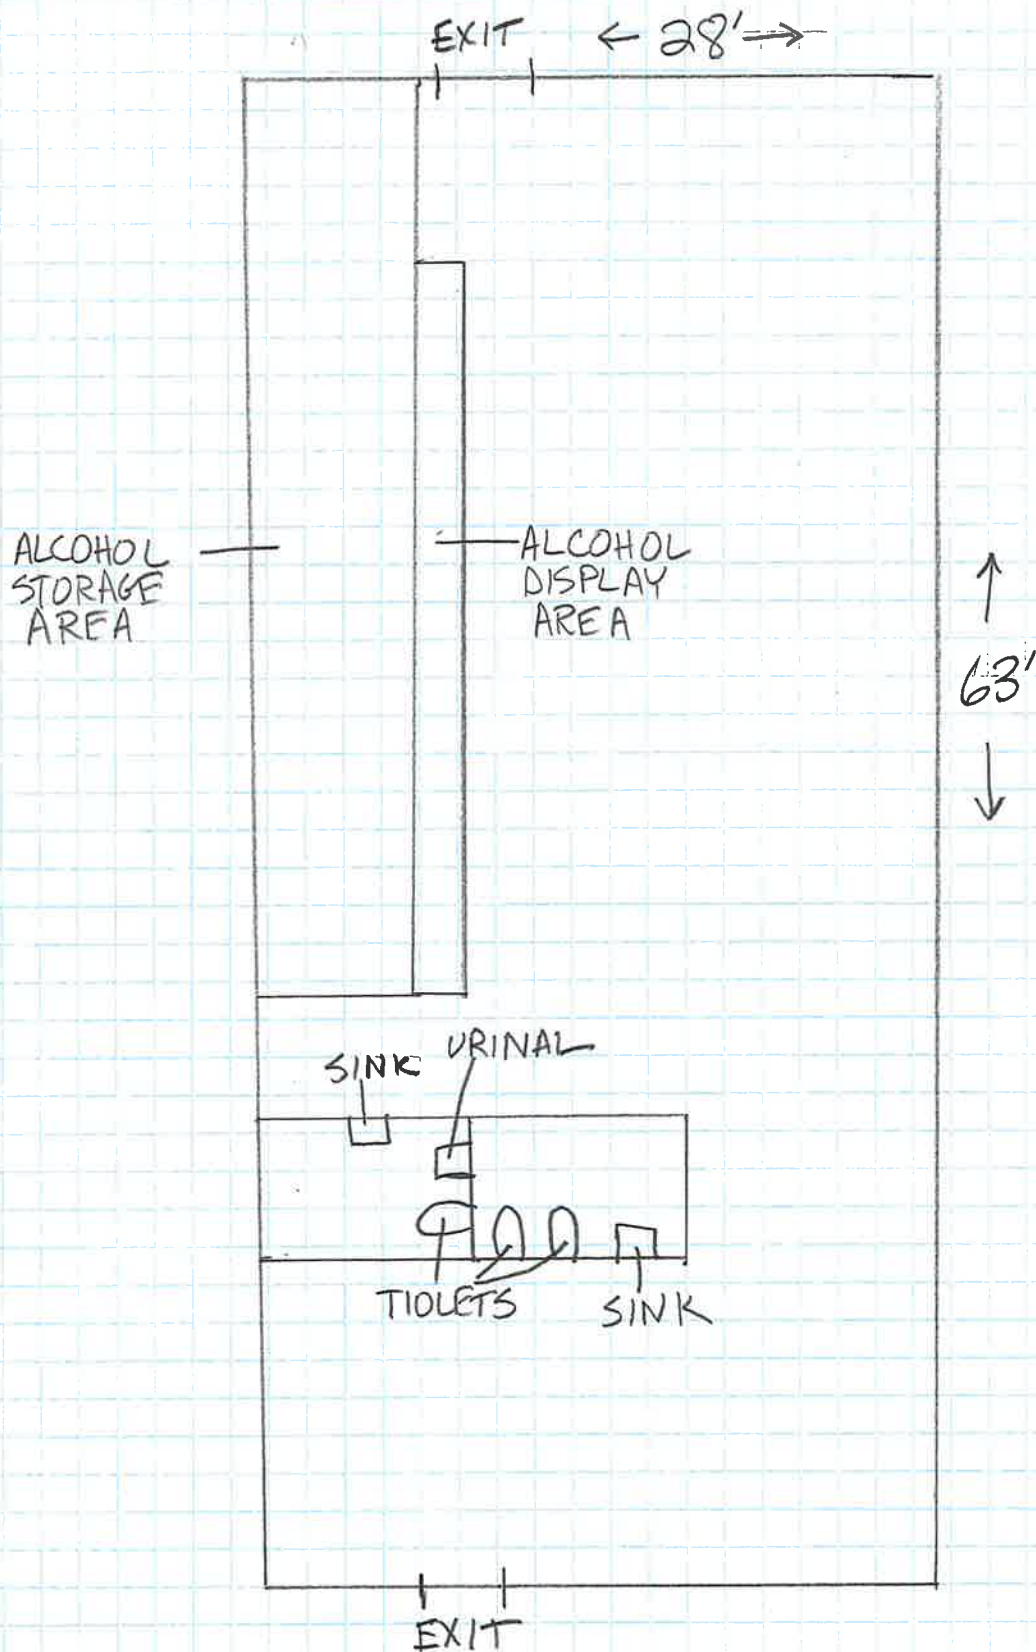 EXIT ← 28' →
ALCOHOL
STORAGE
AREA
ALCOHOL
DISPLAY
AREA
↑
63'
↓
SINK URINAL
TIOLETS SINK
EXIT